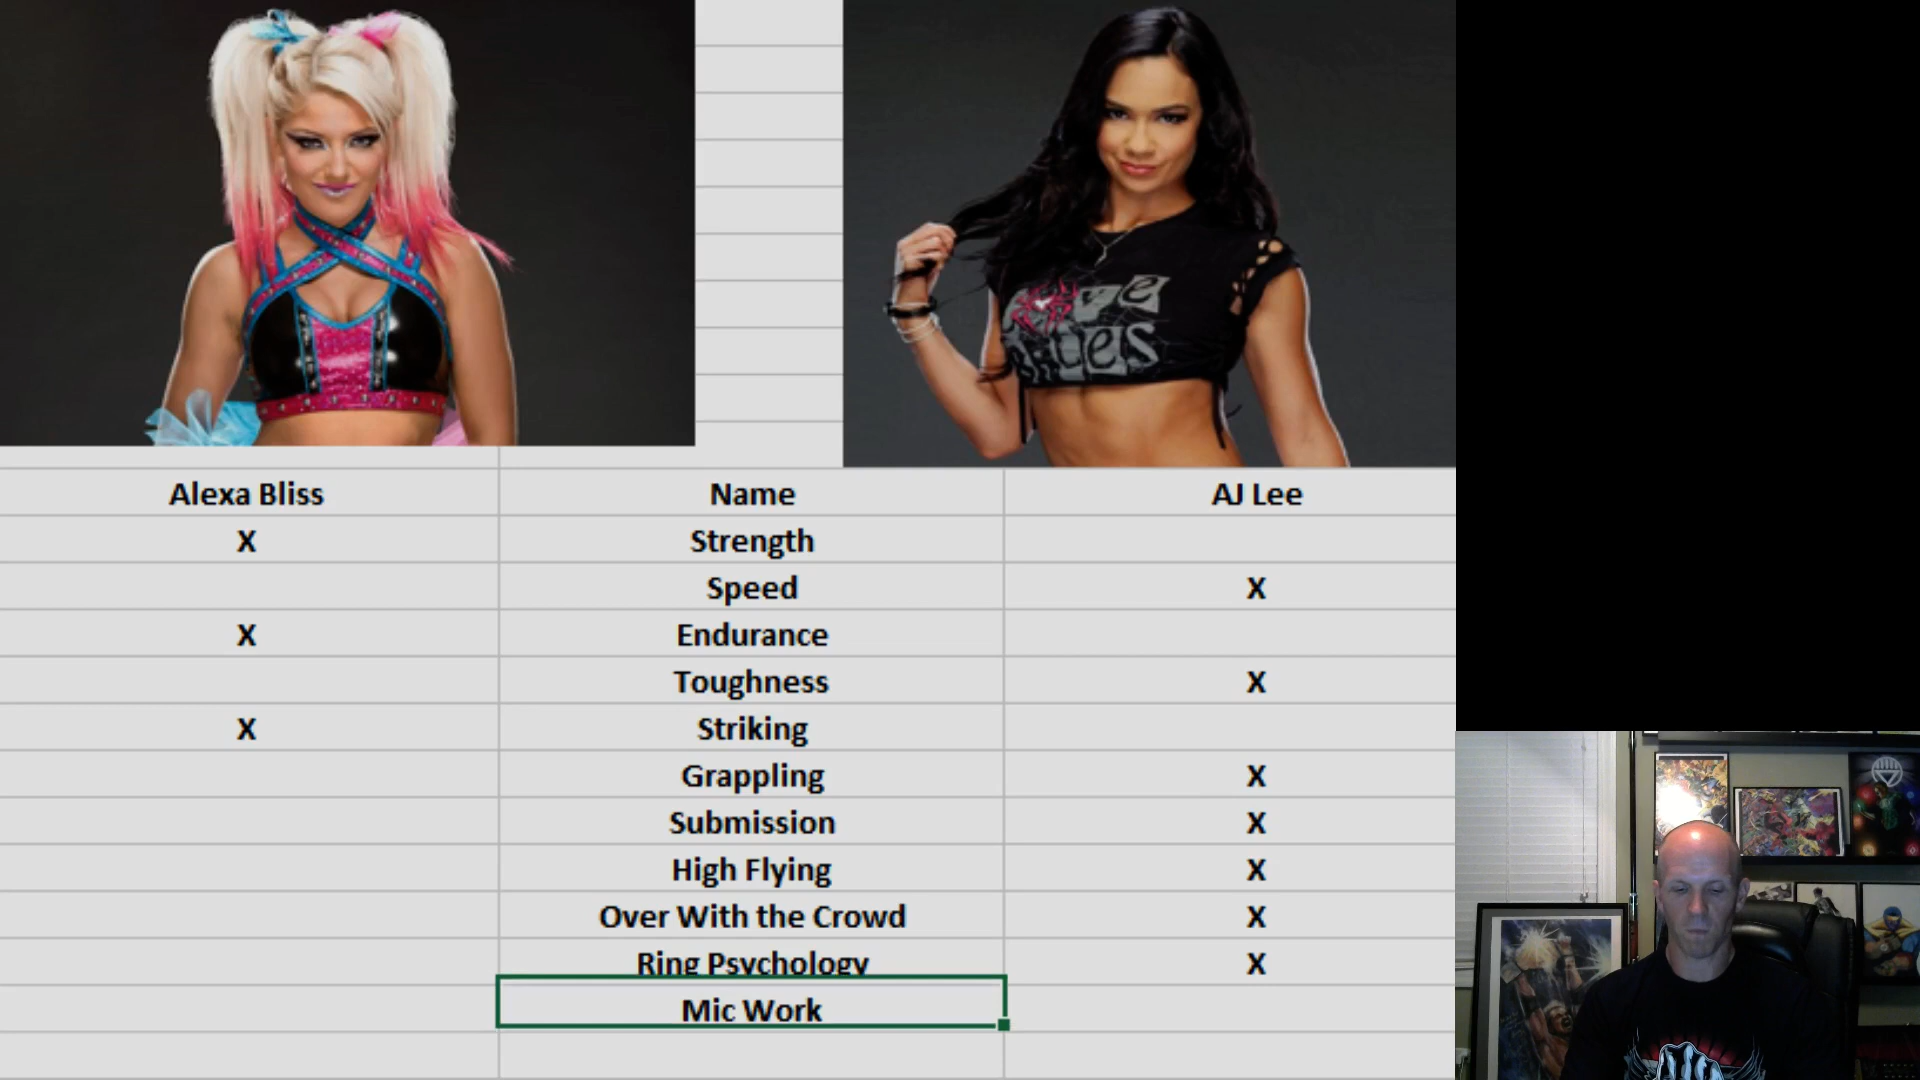 Alexa Bliss Name AJ Lee
X Strength
Speed X
X Endurance
Toughness X
X Striking
Grappling X
Submission X
High Flying X
Over With the Crowd X
Ring Psychology X
Mic Work